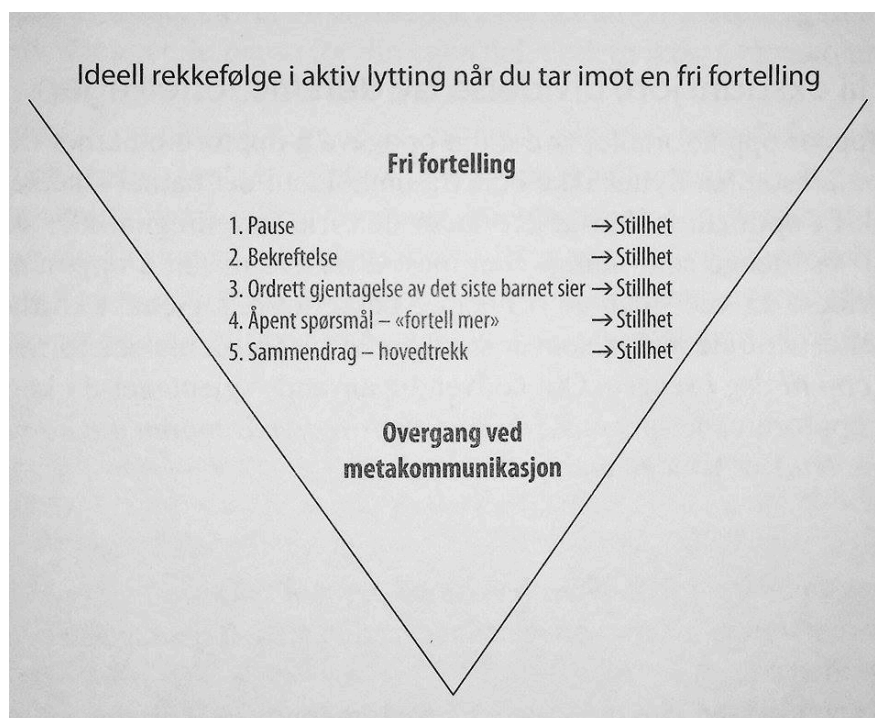 Ideell rekkefølge i aktiv lytting når du tar imot en fri fortelling
Fri fortelling
1. Pause → Stillhet
2. Bekreftelse → Stillhet
3. Ordrett gjentagelse av det siste barnet sier → Stillhet
4. Åpent spørsmål – «fortell mer» → Stillhet
5. Sammendrag – hovedtrekk → Stillhet
Overgang ved
metakommunikasjon